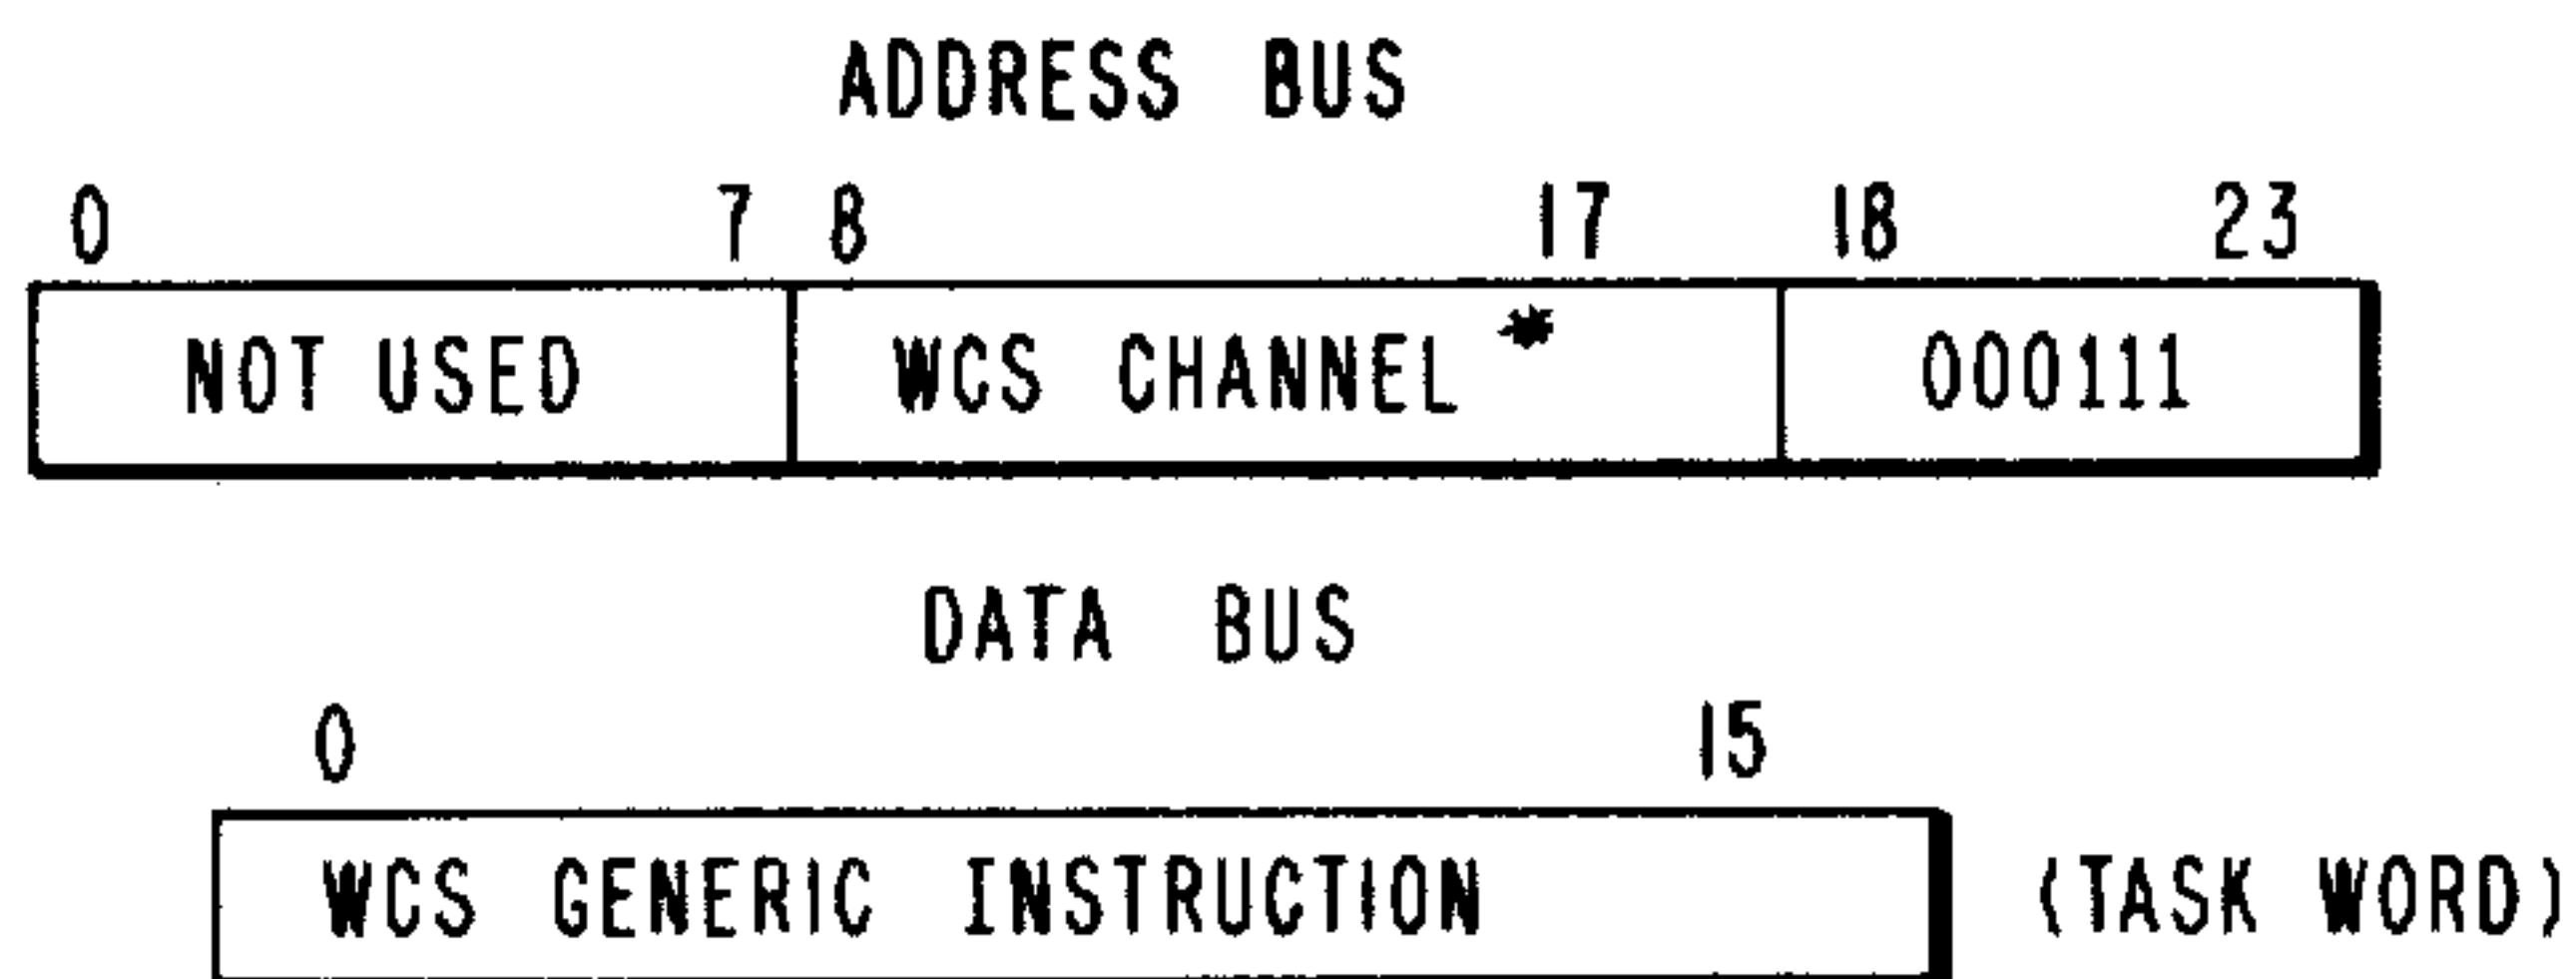 ADDRESS BUS
0 7 8 17 18 23
NOT USED WCS CHANNEL * 000111
DATA BUS
0 15
WCS GENERIC INSTRUCTION (TASK WORD)